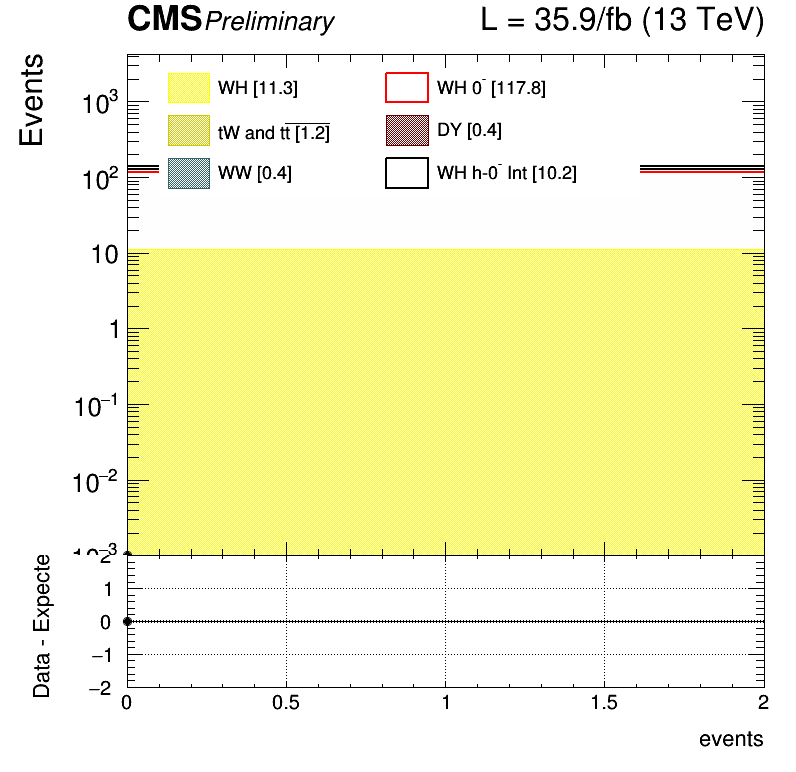 CMS Preliminary L = 35.9/fb (13 TeV)
Events
10³
10²
10
1
10⁻¹
10⁻²
WH [11.3]
WH 0⁻ [117.8]
tW and tt̅ [1.2]
DY [0.4]
WW [0.4]
WH h-0⁻ Int [10.2]
Data - Expecte
2
1
0
−1
−2
0 0.5 1 1.5 2
events